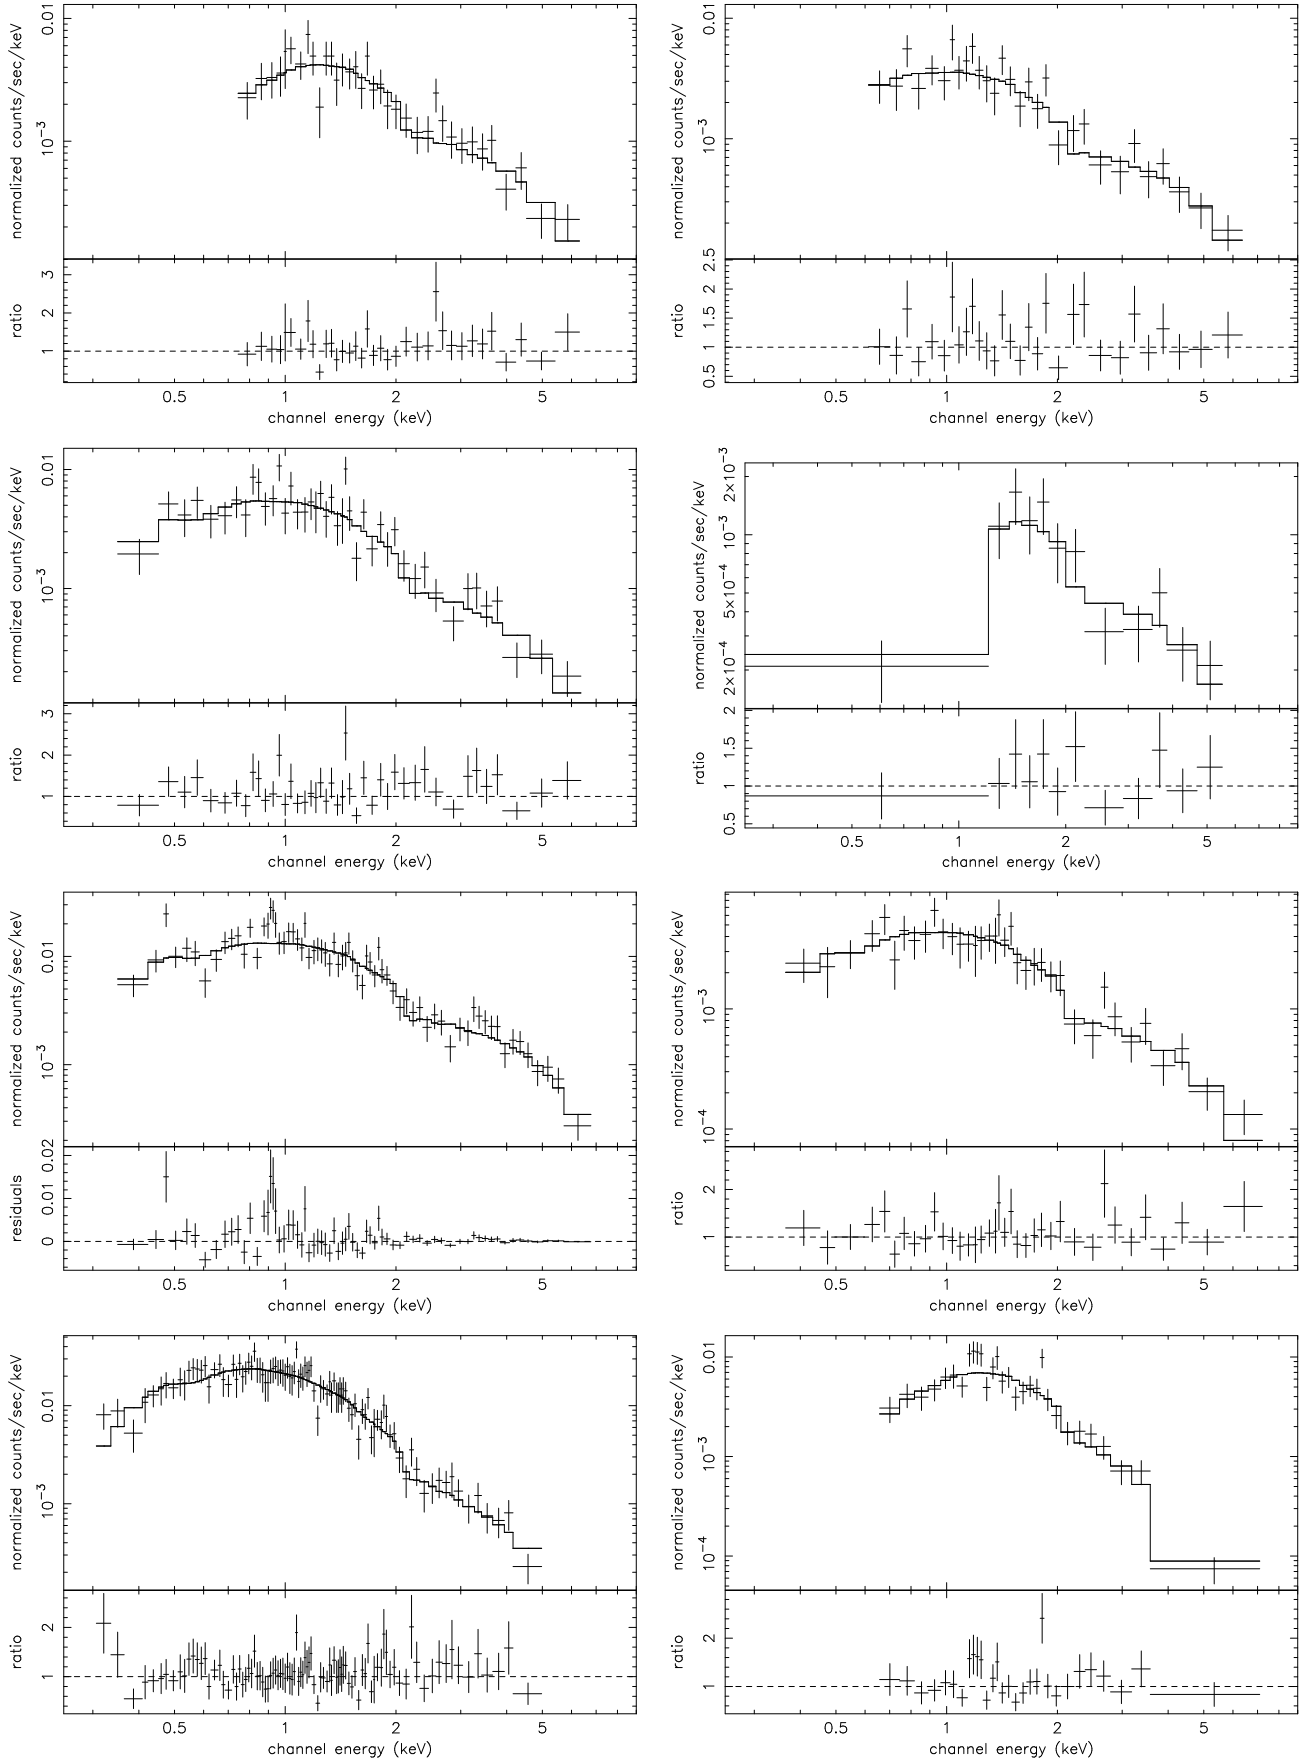 0.01
10⁻³
normalized counts/sec/keV
3
2
1
ratio
0.5 1 2 5
channel energy (keV)
0.01
10⁻³
normalized counts/sec/keV
2.5
2
1.5
1
0.5
ratio
0.5 1 2 5
channel energy (keV)
0.01
10⁻³
normalized counts/sec/keV
3
2
1
ratio
0.5 1 2 5
channel energy (keV)
2×10⁻³
10⁻³
5×10⁻⁴
2×10⁻⁴
normalized counts/sec/keV
2
1.5
1
0.5
ratio
0.5 1 2 5
channel energy (keV)
0.01
10⁻³
normalized counts/sec/keV
0.02
0.01
0
residuals
0.5 1 2 5
channel energy (keV)
10⁻³
10⁻⁴
normalized counts/sec/keV
2
1
ratio
0.5 1 2 5
channel energy (keV)
0.01
10⁻³
normalized counts/sec/keV
2
1
ratio
0.5 1 2 5
channel energy (keV)
0.01
10⁻³
10⁻⁴
normalized counts/sec/keV
2
1
ratio
0.5 1 2 5
channel energy (keV)